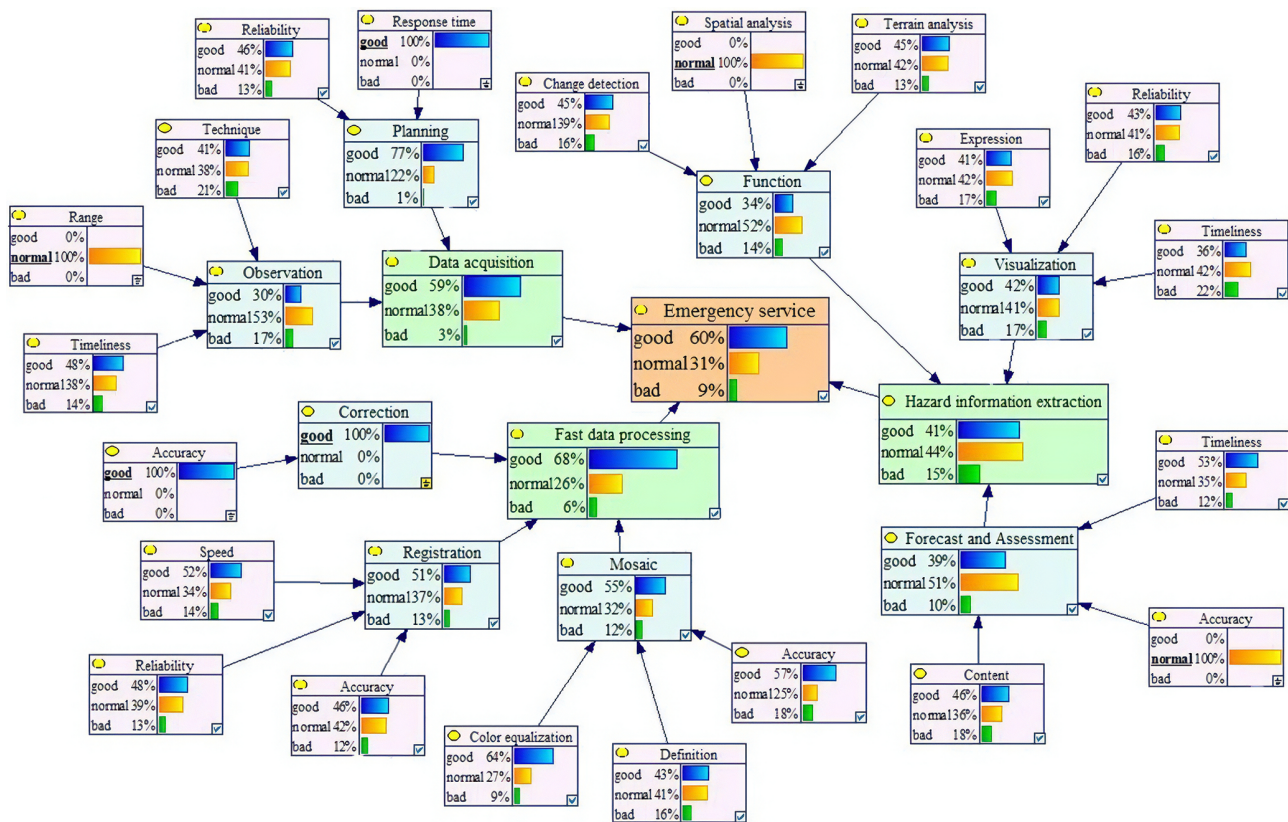 Reliability
good 46%
normal 41%
bad 13%
Response time
good 100%
normal 0%
bad 0%
Spatial analysis
good 0%
normal 100%
bad 0%
Terrain analysis
good 45%
normal 42%
bad 13%
Change detection
good 45%
normal 39%
bad 16%
Reliability
good 43%
normal 41%
bad 16%
Technique
good 41%
normal 38%
bad 21%
Planning
good 77%
normal 22%
bad 1%
Expression
good 41%
normal 42%
bad 17%
Function
good 34%
normal 52%
bad 14%
Range
good 0%
normal 100%
bad 0%
Observation
good 30%
normal 53%
bad 17%
Data acquisition
good 59%
normal 38%
bad 3%
Visualization
good 42%
normal 41%
bad 17%
Timeliness
good 36%
normal 42%
bad 22%
Timeliness
good 48%
normal 38%
bad 14%
Emergency service
good 60%
normal 31%
bad 9%
Hazard information extraction
good 41%
normal 44%
bad 15%
Correction
good 100%
normal 0%
bad 0%
Fast data processing
good 68%
normal 26%
bad 6%
Accuracy
good 100%
normal 0%
bad 0%
Timeliness
good 53%
normal 35%
bad 12%
Speed
good 52%
normal 34%
bad 14%
Registration
good 51%
normal 37%
bad 13%
Mosaic
good 55%
normal 32%
bad 12%
Forecast and Assessment
good 39%
normal 51%
bad 10%
Reliability
good 48%
normal 39%
bad 13%
Accuracy
good 46%
normal 42%
bad 12%
Accuracy
good 57%
normal 25%
bad 18%
Content
good 46%
normal 36%
bad 18%
Accuracy
good 0%
normal 100%
bad 0%
Color equalization
good 64%
normal 27%
bad 9%
Definition
good 43%
normal 41%
bad 16%